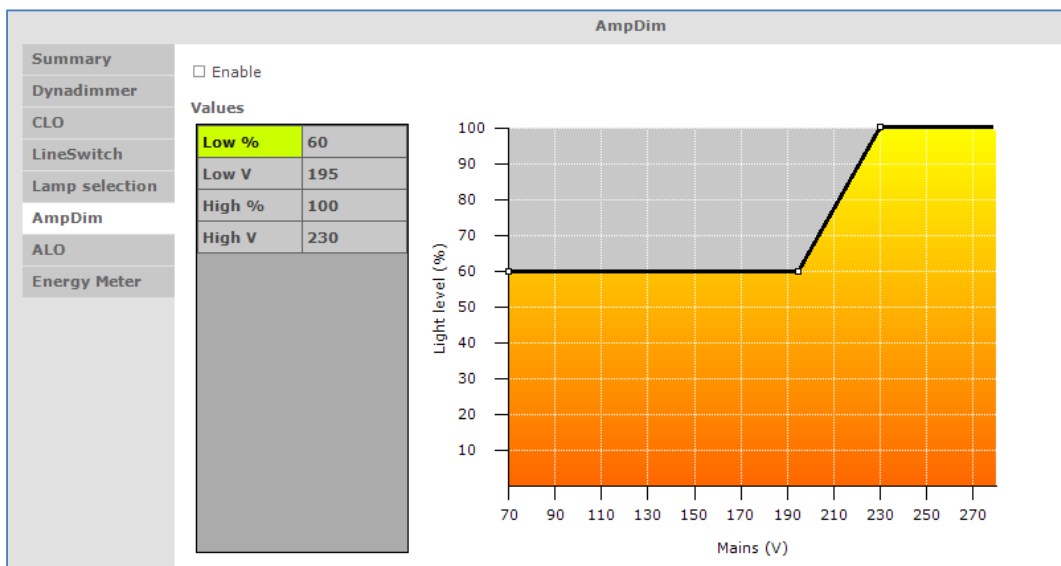 AmpDim
Summary
Dynadimmer
CLO
LineSwitch
Lamp selection
AmpDim
ALO
Energy Meter
Enable
Values
Low % 60
Low V 195
High % 100
High V 230
Light level (%)
100
90
80
70
60
50
40
30
20
10
70 90 110 130 150 170 190 210 230 250 270
Mains (V)